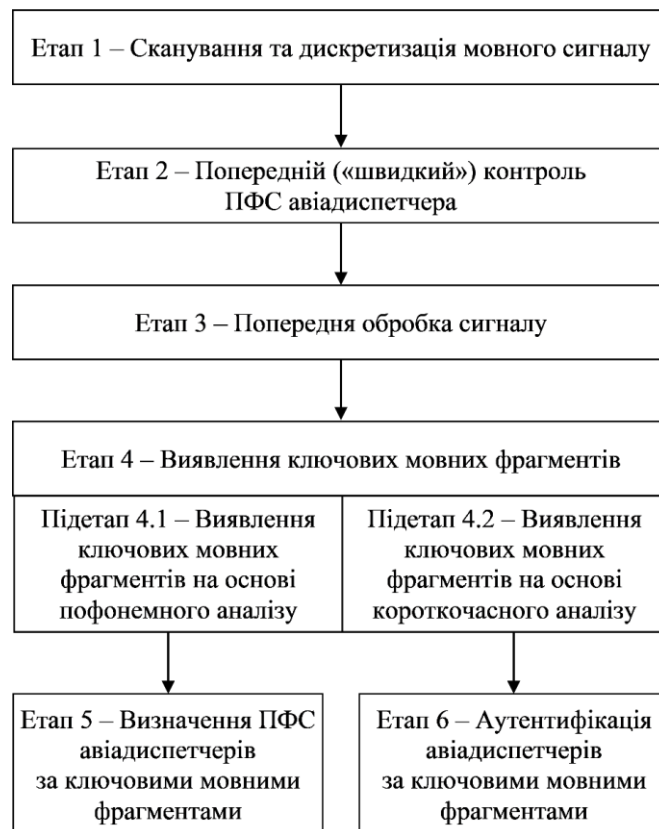 Етап 1 – Сканування та дискретизація мовного сигналу
Етап 2 – Попередній («швидкий») контроль
ПФС авіадиспетчера
Етап 3 – Попередня обробка сигналу
Етап 4 – Виявлення ключових мовних фрагментів
Підетап 4.1 – Виявлення
ключових мовних
фрагментів на основі
пофонемного аналізу
Підетап 4.2 – Виявлення
ключових мовних
фрагментів на основі
короткочасного аналізу
Етап 5 – Визначення ПФС
авіадиспетчерів
за ключовими мовними
фрагментами
Етап 6 – Аутентифікація
авіадиспетчерів
за ключовими мовними
фрагментами